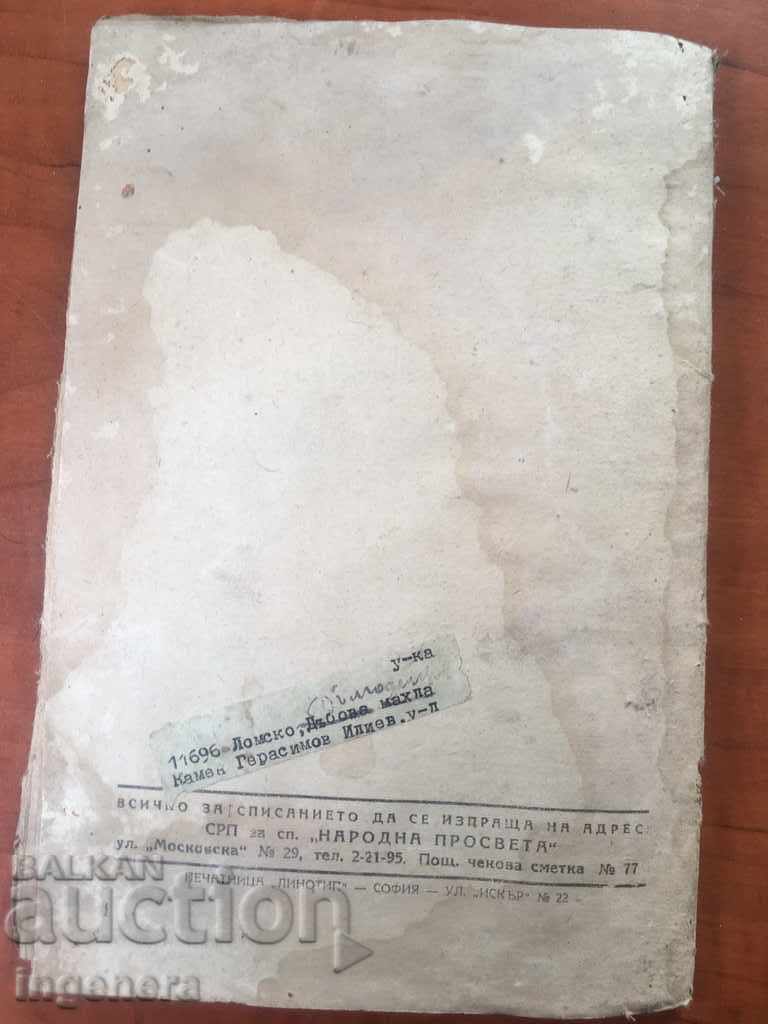 у-ка
11696 Ломско, Дъбова махла
Камен Герасимов Илиев.у-л
ВСИЧКО ЗА СПИСАНИЕТО ДА СЕ ИЗПРАЩА НА АДРЕС:
СРП за сп. „НАРОДНА ПРОСВЕТА“
ул. „Московска“ № 29, тел. 2-21-95. Пощ. чекова сметка № 77
ПЕЧАТНИЦА „ЛИНОТИП“ — СОФИЯ — УЛ. „ИСКЪР“ № 22
BALKAN
auction
ingenera